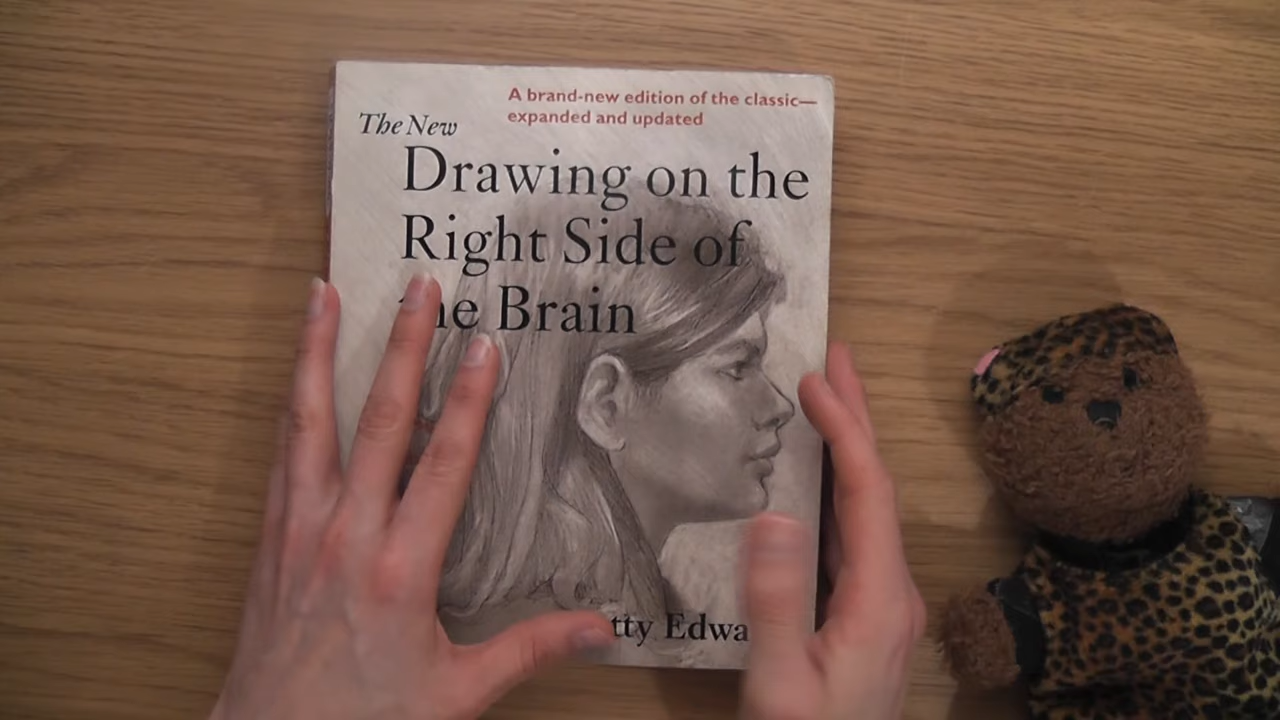 A brand-new edition of the classic—
expanded and updated
The New
Drawing on the
Right Side of
he Brain
tty Edwa